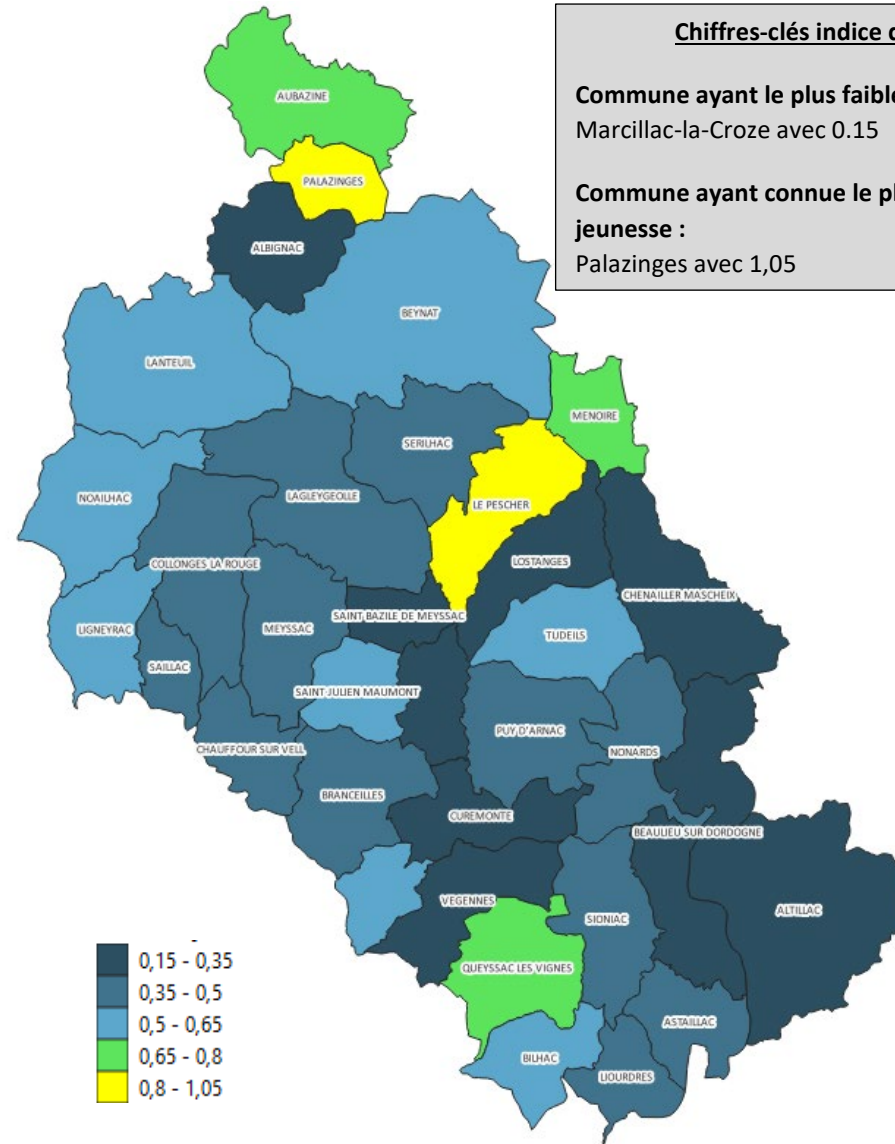 Chiffres-clés indice d
Commune ayant le plus faible
Marcillac-la-Croze avec 0.15
Commune ayant connue le pl
jeunesse :
Palazinges avec 1,05
AUBAZINE
PALAZINGES
ALBIGNAC
BEYNAT
LANTEUIL
MENOIRE
SERILHAC
NOAILHAC
LAGLEYGEOLLE
LE PESCHER
COLLONGES LA ROUGE
LOSTANGES
CHENAILLER MASCHEIX
SAINT BAZILE DE MEYSSAC
LIGNEYRAC
MEYSSAC
TUDEILS
SAILLAC
SAINT-JULIEN MAUMONT
PUY D'ARNAC
CHAUFFOUR SUR VELL
NONARDS
BRANCEILLES
CUREMONTE
BEAULIEU SUR DORDOGNE
VEGENNES
ALTILLAC
SIONIAC
QUEYSSAC LES VIGNES
ASTAILLAC
BILHAC
LIOURDRES
0,15 - 0,35
0,35 - 0,5
0,5 - 0,65
0,65 - 0,8
0,8 - 1,05